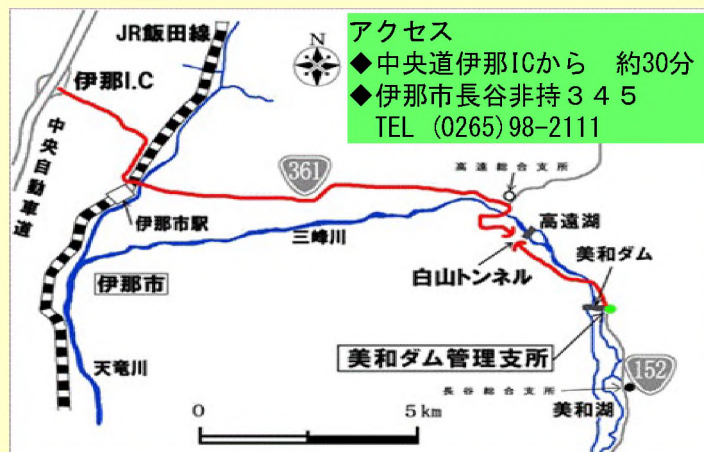 アクセス
◆中央道伊那ICから　約30分
◆伊那市長谷非持３４５
TEL (0265)98-2111
JR飯田線
N
伊那I.C
中央自動車道
361
高遠総合支所
伊那市駅
三峰川
高遠湖
美和ダム
白山トンネル
伊那市
美和ダム管理支所
天竜川
152
長谷総合支所
美和湖
0
5km